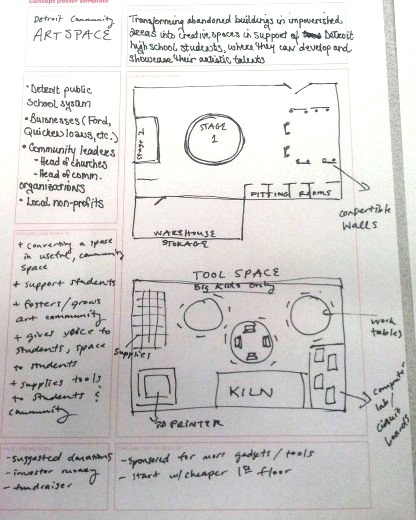 Concept poster template
Detroit Community
ART SPACE
Transforming abandoned buildings in impoverished
areas into creative spaces in support of Detroit
high school students, where they can develop and
showcase their artistic talents
• Detroit public
School system
• Businesses (Ford,
Quicken loans, etc.)
• Community leaders
- Head of churches
- Head of comm.
organizations
• Local non-profits
STAGE
1
FITTING ROOMS
convertible
walls
WAREHOUSE
STORAGE
+ converting a space
in useful, community
space
+ support students
+ fosters/grows
art community
+ gives voice to
students, space
to students
+ supplies tools
to students &
community
TOOL SPACE
Big Kids Only
Supplies
work
tables
KILN
3D PRINTER
computer
lab/
circuit
boards
- suggested donations
- investor money
- fundraiser
- sponsored for more gadgets/tools
- start w/cheaper 1st floor